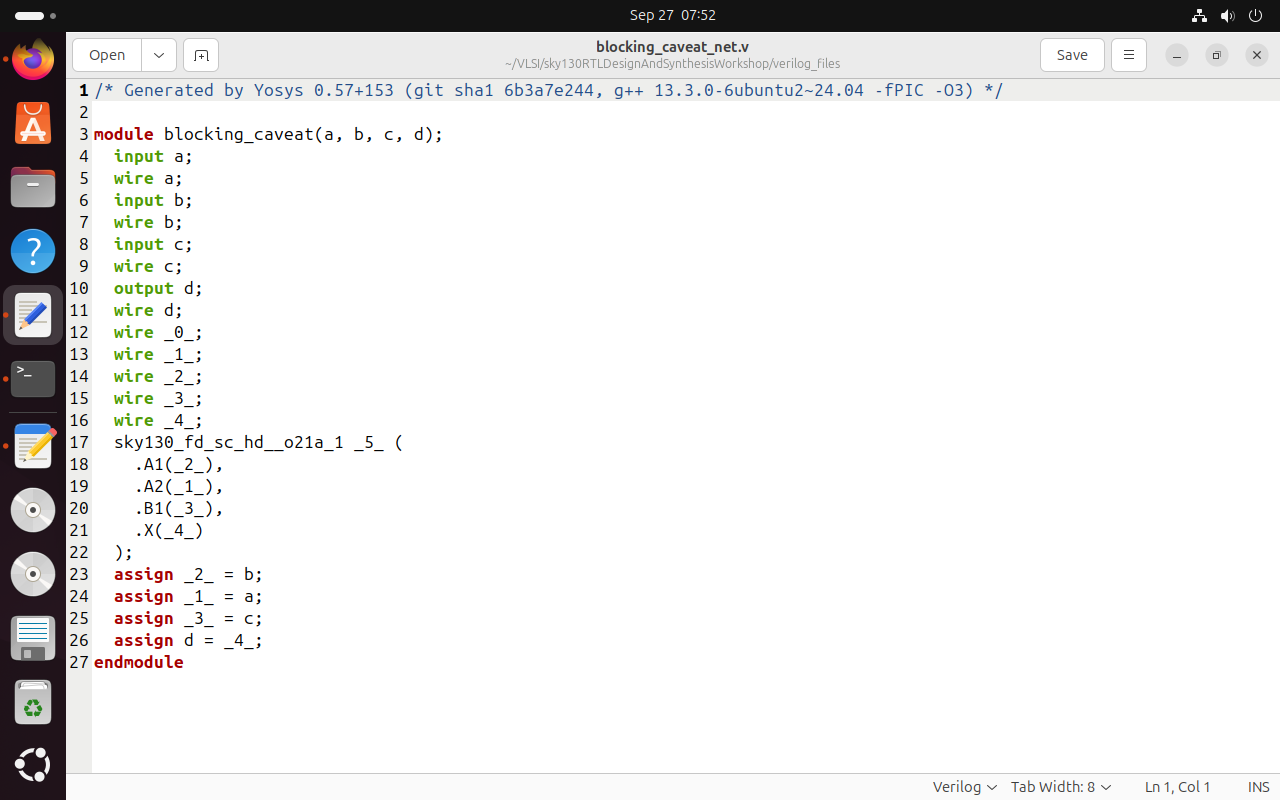 Sep 27 07:52
Open
blocking_caveat_net.v
~/VLSI/sky130RTLDesignAndSynthesisWorkshop/verilog_files
Save
1 /* Generated by Yosys 0.57+153 (git sha1 6b3a7e244, g++ 13.3.0-6ubuntu2~24.04 -fPIC -O3) */
2
3 module blocking_caveat(a, b, c, d);
4   input a;
5   wire a;
6   input b;
7   wire b;
8   input c;
9   wire c;
10   output d;
11   wire d;
12   wire _0_;
13   wire _1_;
14   wire _2_;
15   wire _3_;
16   wire _4_;
17   sky130_fd_sc_hd__o21a_1 _5_ (
18     .A1(_2_),
19     .A2(_1_),
20     .B1(_3_),
21     .X(_4_)
22   );
23   assign _2_ = b;
24   assign _1_ = a;
25   assign _3_ = c;
26   assign d = _4_;
27 endmodule
Verilog Tab Width: 8 Ln 1, Col 1 INS